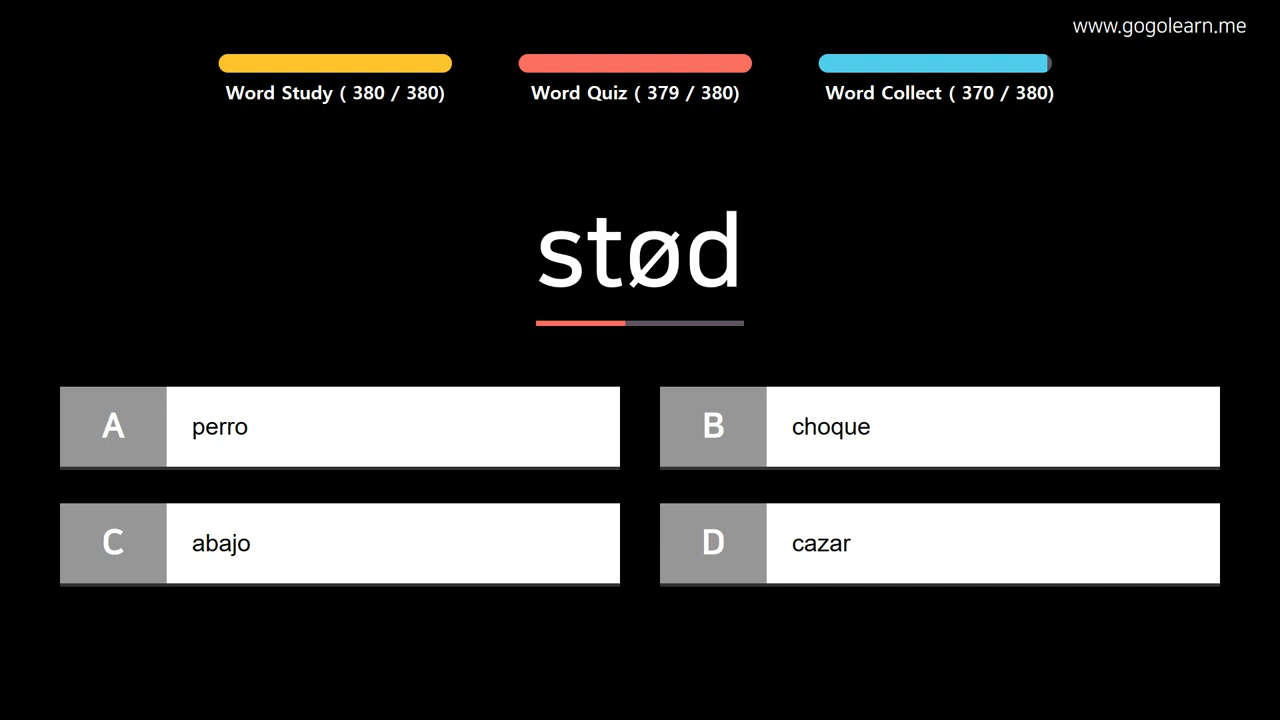 www.gogolearn.me
Word Study ( 380 / 380)
Word Quiz ( 379 / 380)
Word Collect ( 370 / 380)
stød
A perro
B choque
C abajo
D cazar